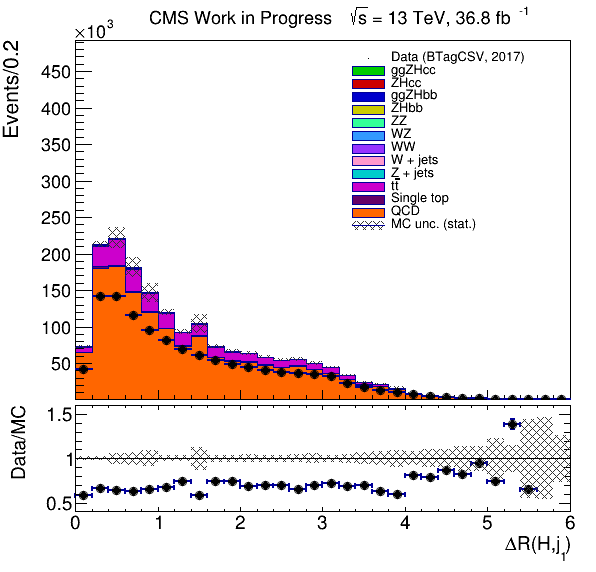 CMS Work in Progress √s = 13 TeV, 36.8 fb⁻¹
×10³
Events/0.2
450
400
350
300
250
200
150
100
50
Data (BTagCSV, 2017)
ggZHcc
ZHcc
ggZHbb
ZHbb
ZZ
WZ
WW
W + jets
Z + jets
tt̅
Single top
QCD
MC unc. (stat.)
Data/MC
1.5
1
0.5
0 1 2 3 4 5 6
ΔR(H,j₁)